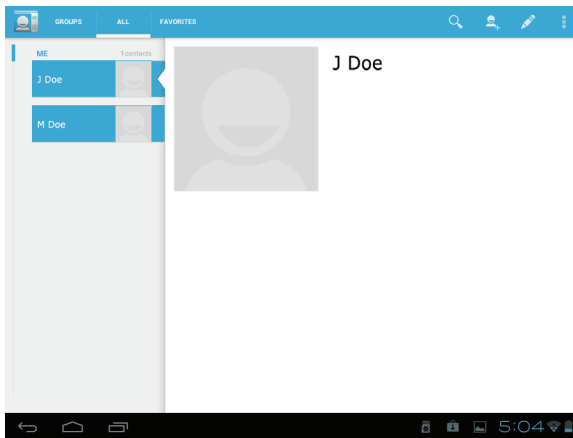 GROUPS ALL FAVORITES
ME 1 contacts
J Doe
M Doe
J Doe
5:04